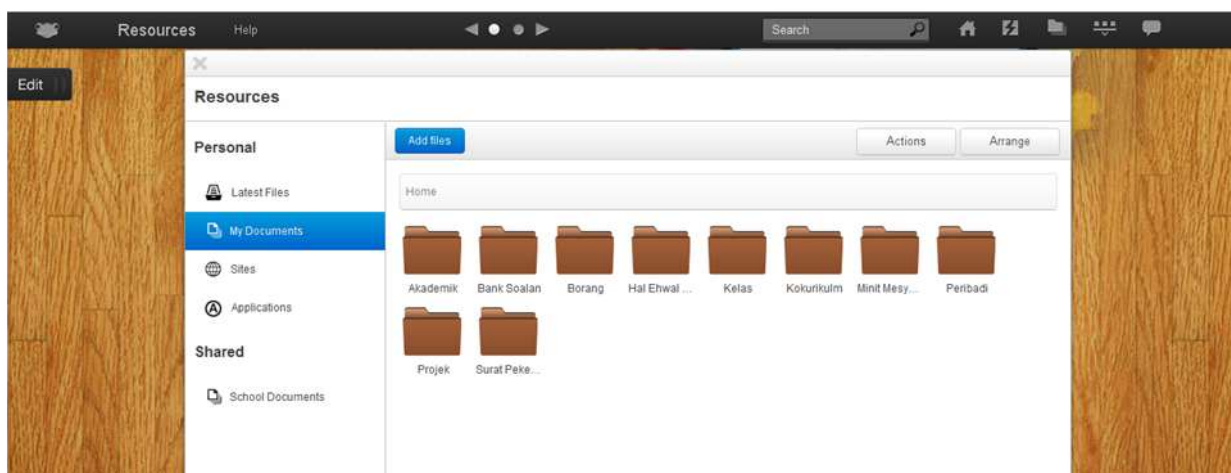 Resources Help Search
Edit
Resources
Personal
Latest Files
My Documents
Sites
Applications
Shared
School Documents
Add files Actions Arrange
Home
Akademik Bank Soalan Borang Hal Ehwal ... Kelas Kokurikulm Minit Mesy... Peribadi
Projek Surat Peke...